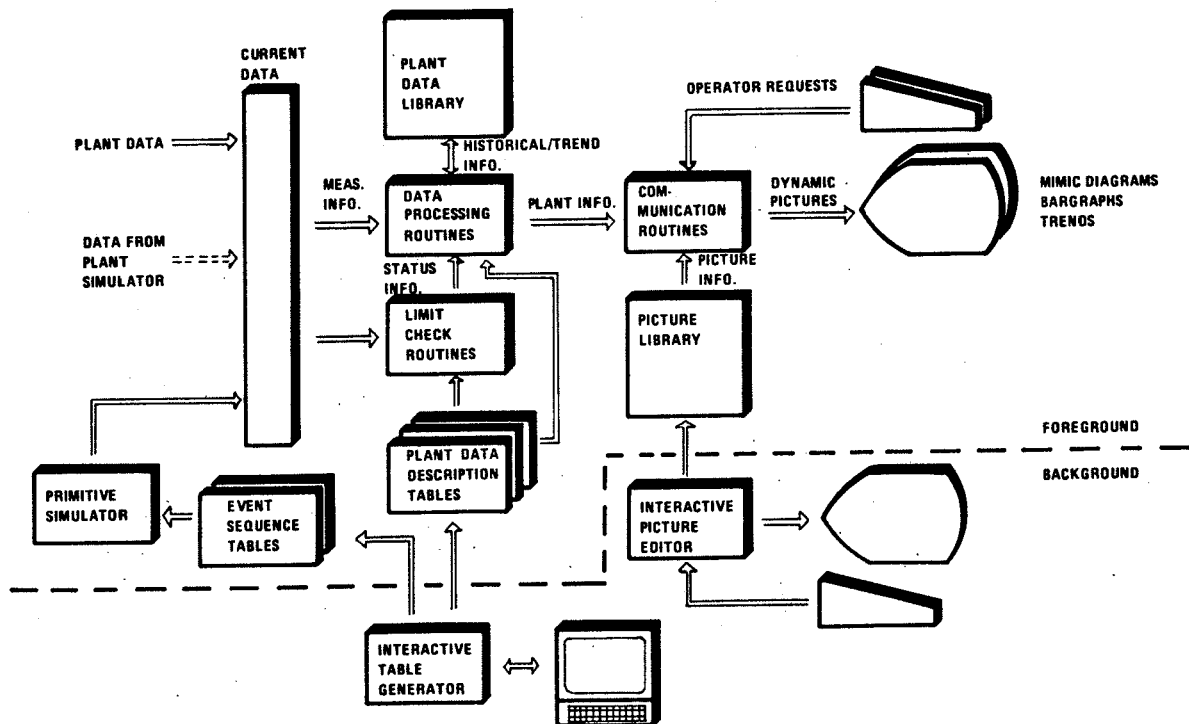 CURRENT
DATA
PLANT
DATA
LIBRARY
OPERATOR REQUESTS
PLANT DATA
HISTORICAL/TREND
INFO.
MEAS.
INFO.
DATA
PROCESSING
ROUTINES
PLANT INFO.
COM-
MUNICATION
ROUTINES
DYNAMIC
PICTURES
MIMIC DIAGRAMS
BARGRAPHS
TRENOS
DATA FROM
PLANT
SIMULATOR
STATUS
INFO.
PICTURE
INFO.
LIMIT
CHECK
ROUTINES
PICTURE
LIBRARY
FOREGROUND
BACKGROUND
PLANT DATA
DESCRIPTION
TABLES
PRIMITIVE
SIMULATOR
EVENT
SEQUENCE
TABLES
INTERACTIVE
PICTURE
EDITOR
INTERACTIVE
TABLE
GENERATOR